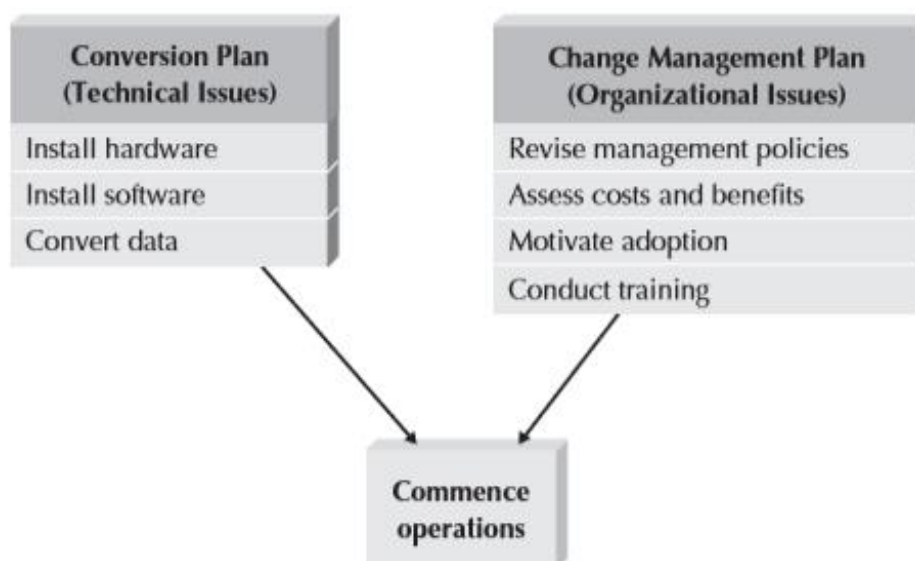 Conversion Plan
(Technical Issues)
Install hardware
Install software
Convert data
Change Management Plan
(Organizational Issues)
Revise management policies
Assess costs and benefits
Motivate adoption
Conduct training
Commence
operations